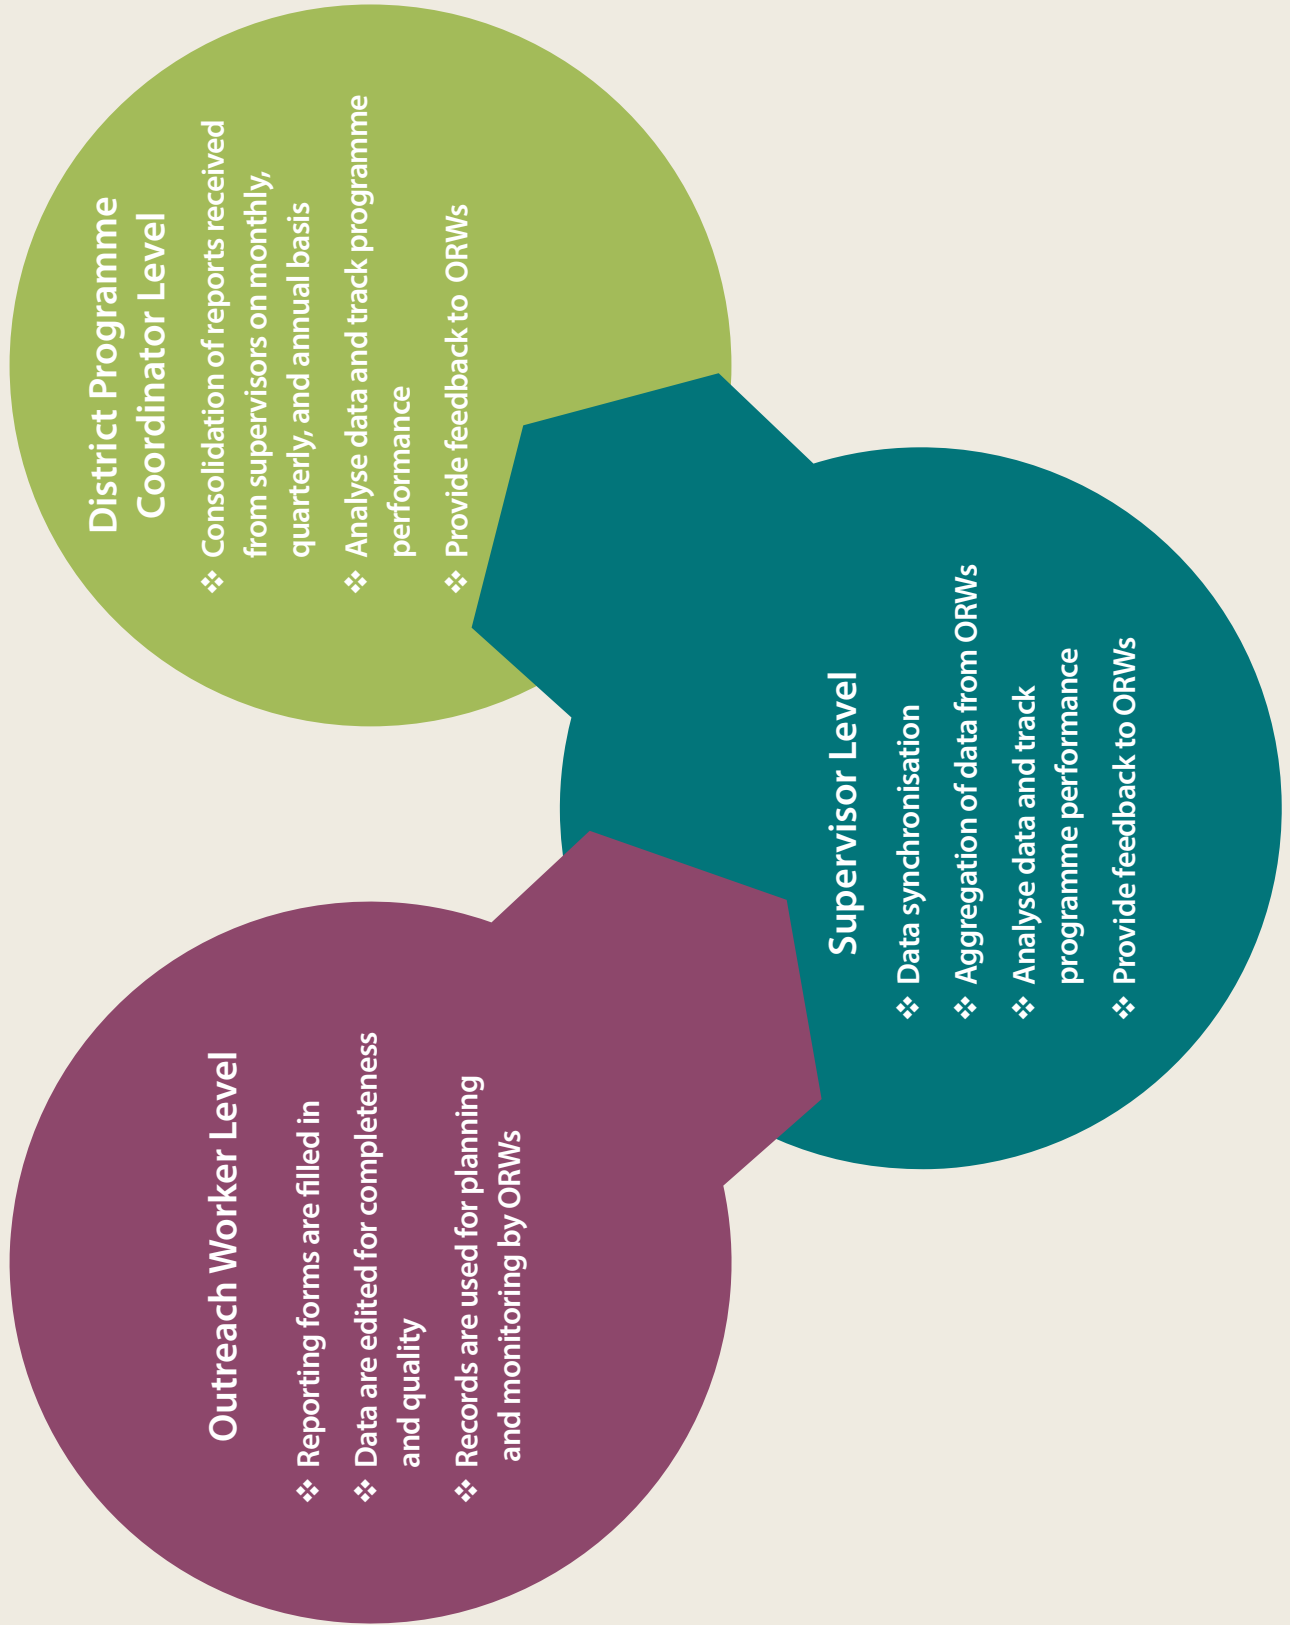 Outreach Worker Level
❖ Reporting forms are filled in
❖ Data are edited for completeness
and quality
❖ Records are used for planning
and monitoring by ORWs
Supervisor Level
❖ Data synchronisation
❖ Aggregation of data from ORWs
❖ Analyse data and track
programme performance
❖ Provide feedback to ORWs
District Programme
Coordinator Level
❖ Consolidation of reports received
from supervisors on monthly,
quarterly, and annual basis
❖ Analyse data and track programme
performance
❖ Provide feedback to ORWs